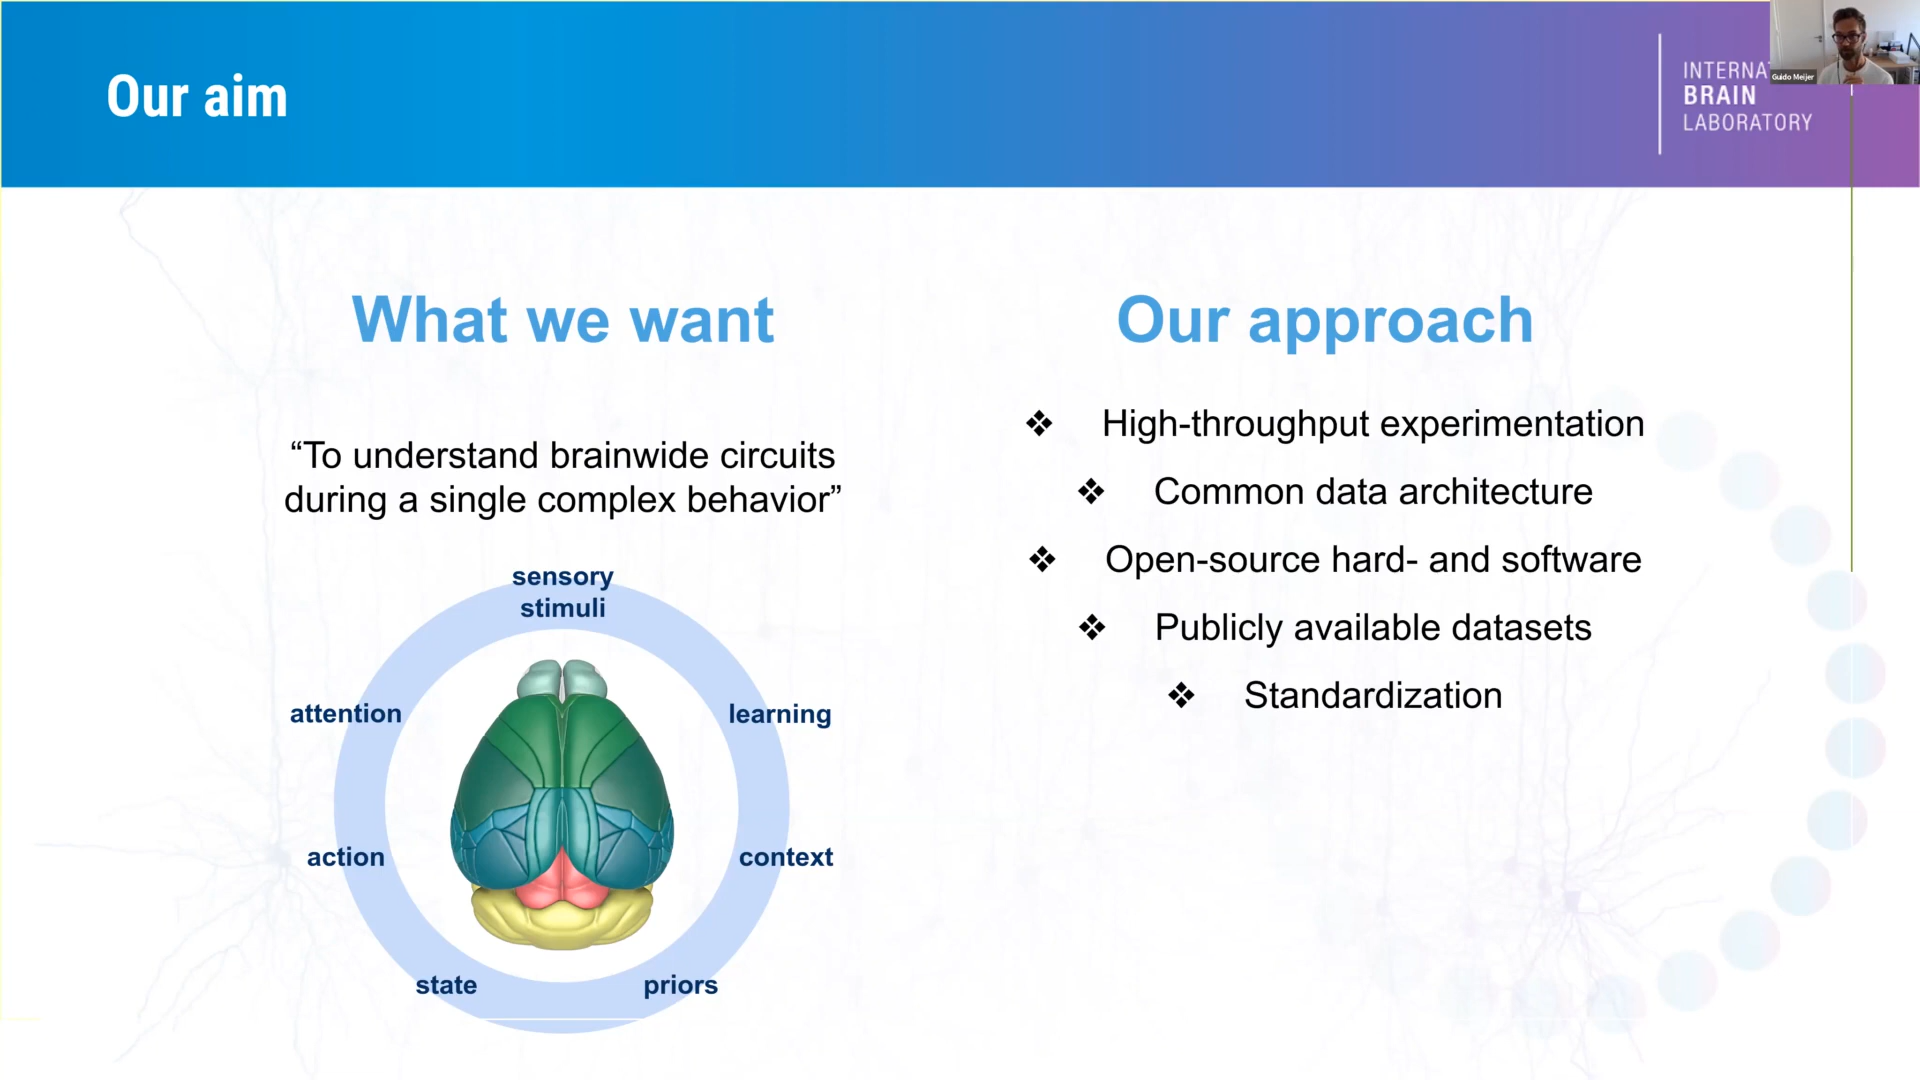 Our aim
INTERNA
BRAIN
LABORATORY
Guido Meijer
What we want
“To understand brainwide circuits
during a single complex behavior”
sensory
stimuli
attention
learning
action
context
state
priors
Our approach
❖ High-throughput experimentation
❖ Common data architecture
❖ Open-source hard- and software
❖ Publicly available datasets
❖ Standardization